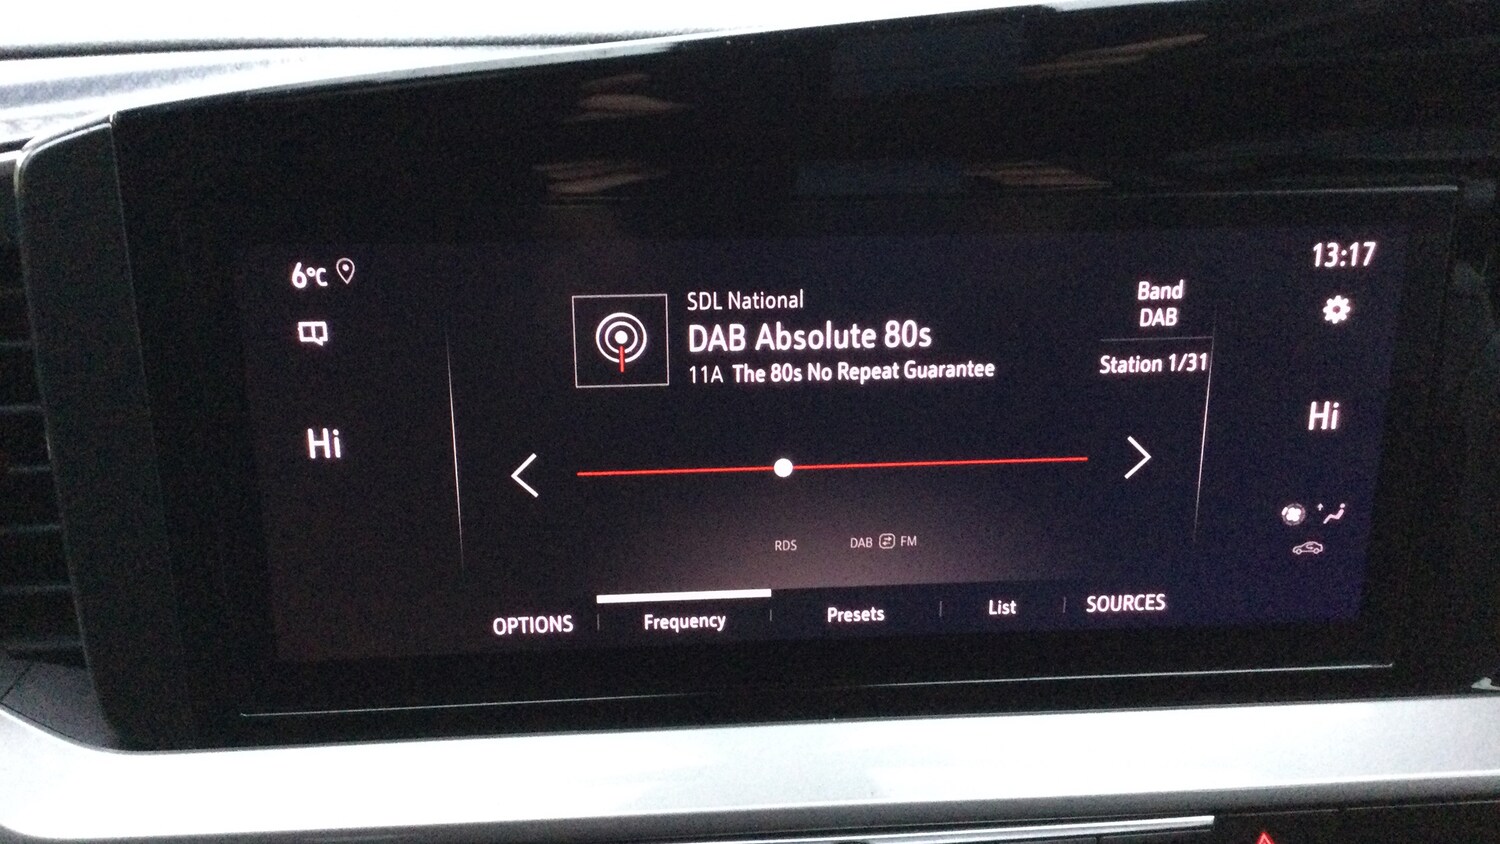 6°C
13:17
SDL National
DAB Absolute 80s
11A The 80s No Repeat Guarantee
Band
DAB
Station 1/31
Hi
Hi
RDS
DAB FM
OPTIONS
Frequency
Presets
List
SOURCES